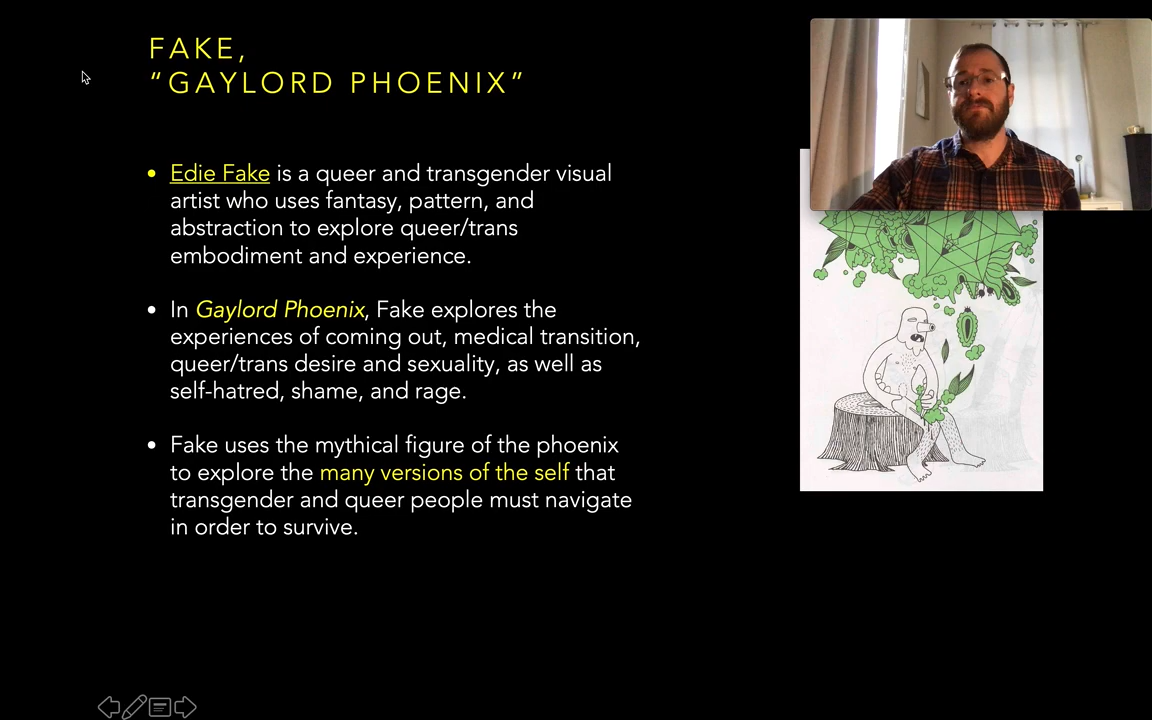 FAKE,
“GAYLORD PHOENIX”
• Edie Fake is a queer and transgender visual
artist who uses fantasy, pattern, and
abstraction to explore queer/trans
embodiment and experience.
• In Gaylord Phoenix, Fake explores the
experiences of coming out, medical transition,
queer/trans desire and sexuality, as well as
self-hatred, shame, and rage.
• Fake uses the mythical figure of the phoenix
to explore the many versions of the self that
transgender and queer people must navigate
in order to survive.